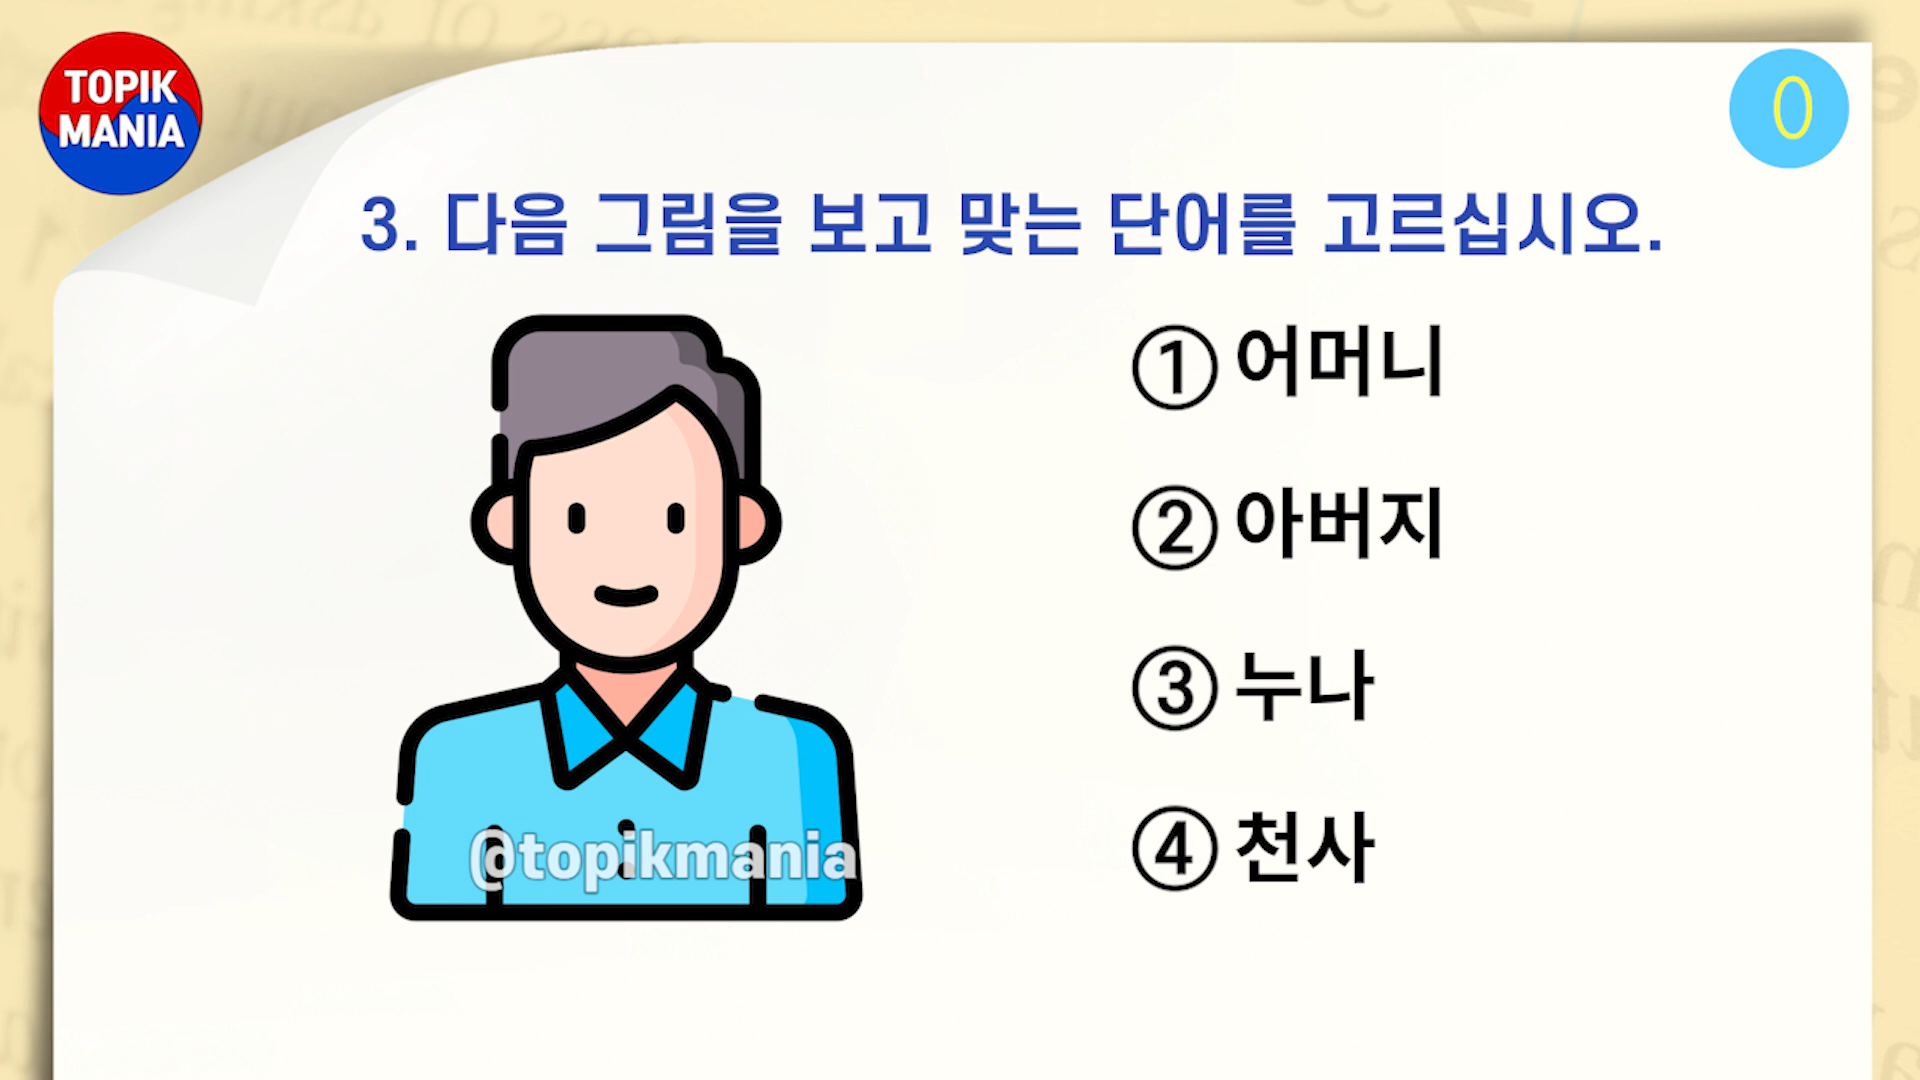 TOPIK
MANIA
0
3. 다음 그림을 보고 맞는 단어를 고르십시오.
① 어머니
② 아버지
③ 누나
④ 천사
@topikmania